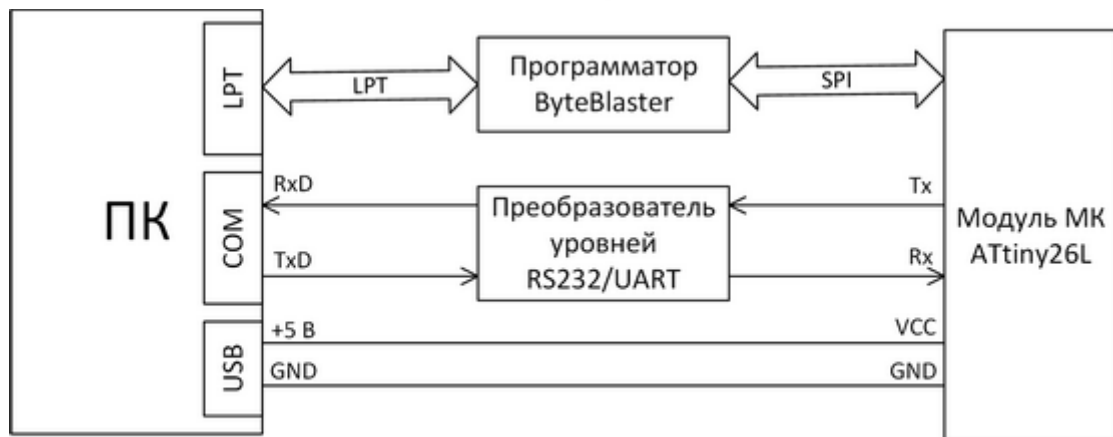 ПК
LPT
COM
USB
LPT
Программатор
ByteBlaster
SPI
RxD
TxD
Преобразователь
уровней
RS232/UART
Tx
Rx
Модуль МК
ATtiny26L
+5 В
GND
VCC
GND